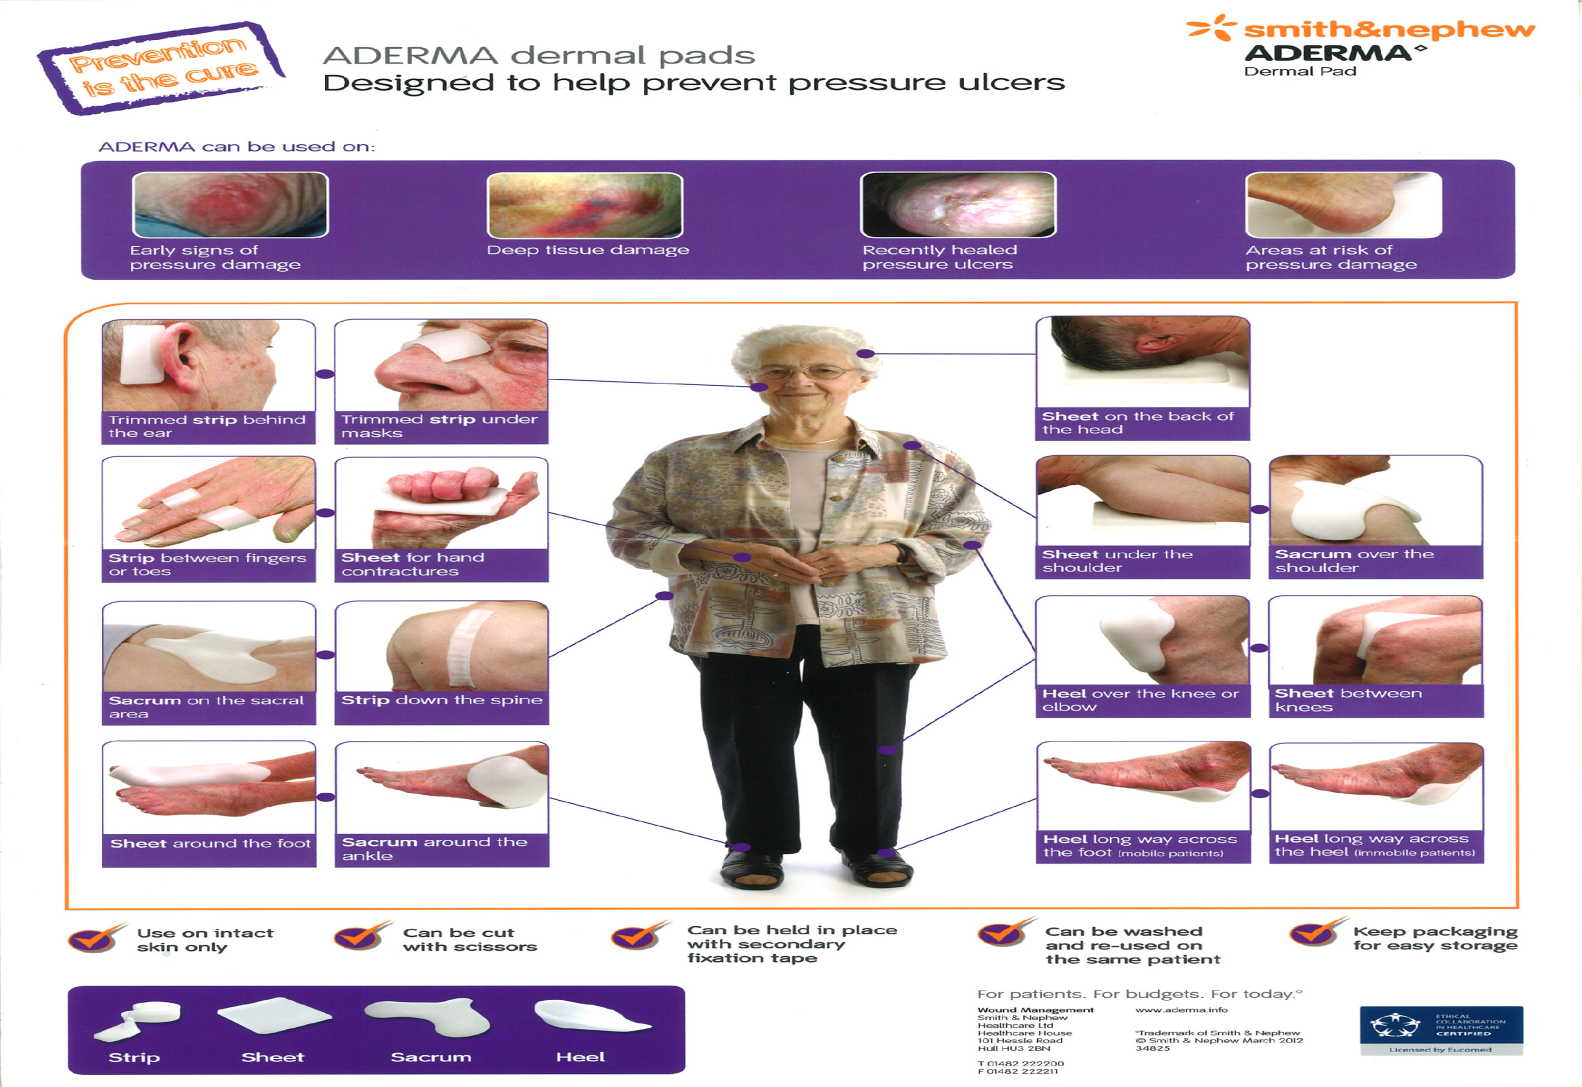 Prevention
is the cure
ADERMA dermal pads
Designed to help prevent pressure ulcers
smith&nephew
ADERMA◊
Dermal Pad
ADERMA can be used on:
Early signs of
pressure damage
Deep tissue damage
Recently healed
pressure ulcers
Areas at risk of
pressure damage
Trimmed strip behind
the ear
Trimmed strip under
masks
Sheet on the back of
the head
Strip between fingers
or toes
Sheet for hand
contractures
Sheet under the
shoulder
Sacrum over the
shoulder
Sacrum on the sacral
area
Strip down the spine
Heel over the knee or
elbow
Sheet between
knees
Sheet around the foot
Sacrum around the
ankle
Heel long way across
the foot (mobile patients)
Heel long way across
the heel (immobile patients)
Use on intact
skin only
Can be cut
with scissors
Can be held in place
with secondary
fixation tape
Can be washed
and re-used on
the same patient
Keep packaging
for easy storage
Strip
Sheet
Sacrum
Heel
For patients. For budgets. For today.◊
Wound Management
Smith & Nephew
Healthcare Ltd
Healthcare House
101 Hessle Road
Hull HU3 2BN
T 01482 222200
F 01482 222211
www.aderma.info
◊Trademark of Smith & Nephew
© Smith & Nephew March 2012
34825
ETHICAL
COLLABORATION
IN HEALTHCARE
CERTIFIED
Licensed by Eucomed